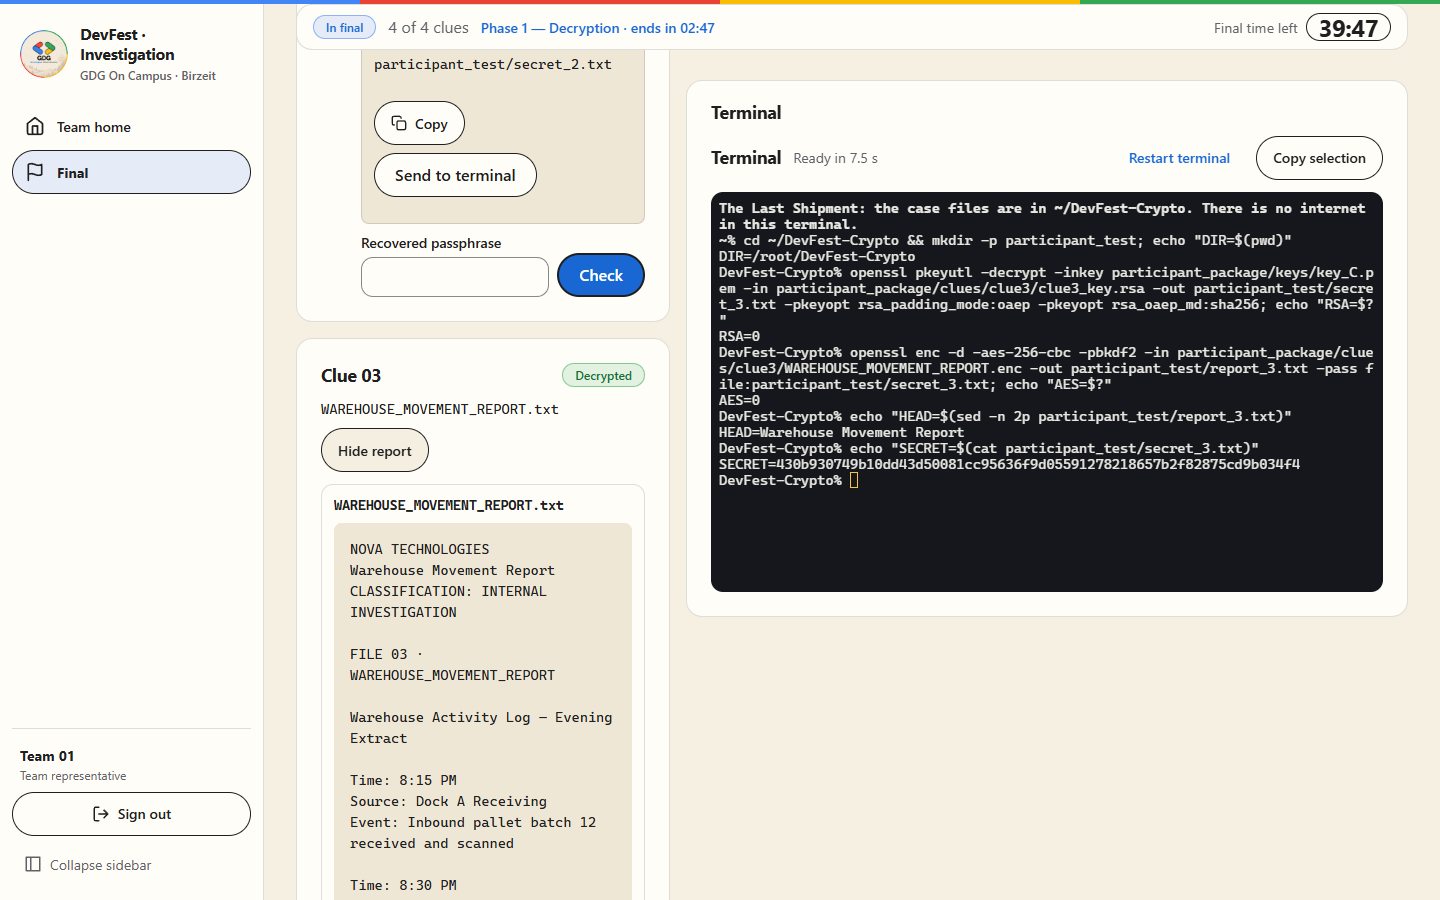 DevFest ·
Investigation
GDG On Campus · Birzeit
Team home
Final
Team 01
Team representative
Sign out
Collapse sidebar
In final
4 of 4 clues
Phase 1 — Decryption · ends in 02:47
Final time left
39:47
participant_test/secret_2.txt
Copy
Send to terminal
Recovered passphrase
Check
Clue 03
Decrypted
WAREHOUSE_MOVEMENT_REPORT.txt
Hide report
WAREHOUSE_MOVEMENT_REPORT.txt
NOVA TECHNOLOGIES
Warehouse Movement Report
CLASSIFICATION: INTERNAL
INVESTIGATION
FILE 03 ·
WAREHOUSE_MOVEMENT_REPORT
Warehouse Activity Log — Evening
Extract
Time: 8:15 PM
Source: Dock A Receiving
Event: Inbound pallet batch 12
received and scanned
Time: 8:30 PM
Terminal
Terminal
Ready in 7.5 s
Restart terminal
Copy selection
The Last Shipment: the case files are in ~/DevFest-Crypto. There is no internet
in this terminal.
~% cd ~/DevFest-Crypto && mkdir -p participant_test; echo "DIR=$(pwd)"
DIR=/root/DevFest-Crypto
DevFest-Crypto% openssl pkeyutl -decrypt -inkey participant_package/keys/key_C.p
em -in participant_package/clues/clue3/clue3_key.rsa -out participant_test/secre
t_3.txt -pkeyopt rsa_padding_mode:oaep -pkeyopt rsa_oaep_md:sha256; echo "RSA=$?
"
RSA=0
DevFest-Crypto% openssl enc -d -aes-256-cbc -pbkdf2 -in participant_package/clue
s/clue3/WAREHOUSE_MOVEMENT_REPORT.enc -out participant_test/report_3.txt -pass f
ile:participant_test/secret_3.txt; echo "AES=$?"
AES=0
DevFest-Crypto% echo "HEAD=$(sed -n 2p participant_test/report_3.txt)"
HEAD=Warehouse Movement Report
DevFest-Crypto% echo "SECRET=$(cat participant_test/secret_3.txt)"
SECRET=430b930749b10dd43d50081cc95636f9d05591278218657b2f82875cd9b034f4
DevFest-Crypto%